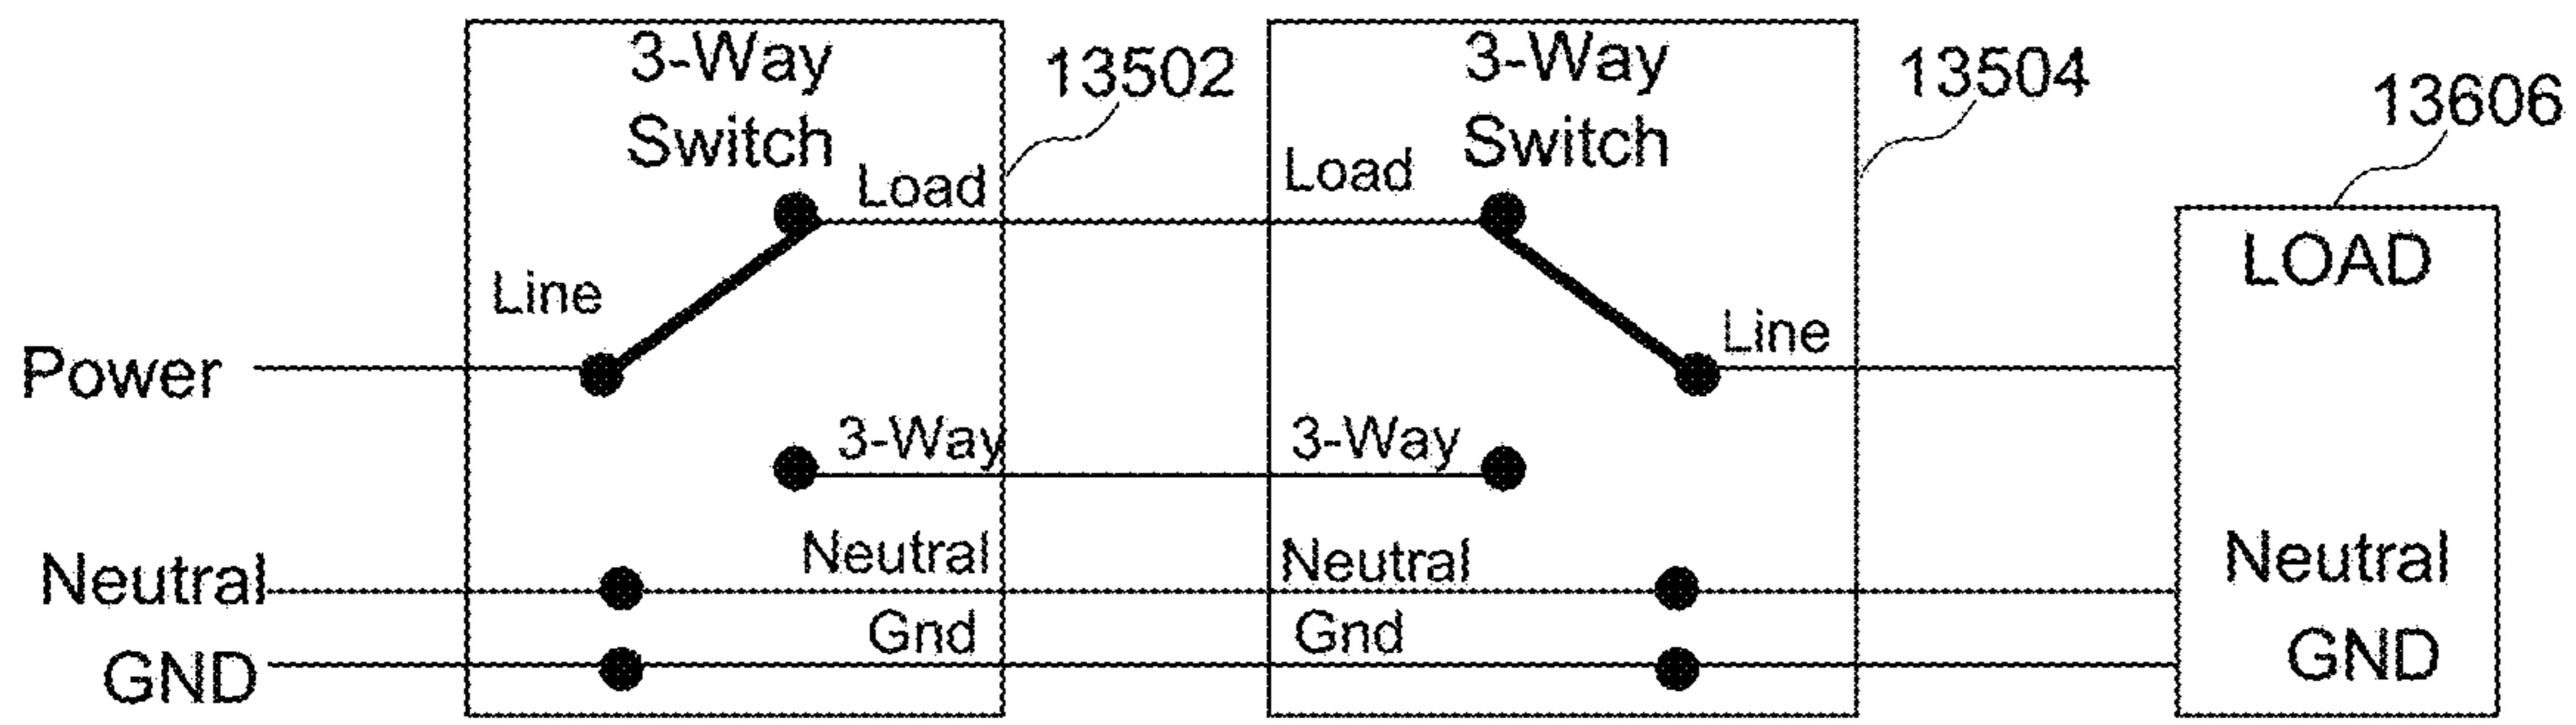 3-Way
Switch
13502
3-Way
Switch
13504
13606
Load
Load
LOAD
Line
Line
Power
3-Way
3-Way
Neutral
Neutral
Neutral
Neutral
Gnd
Gnd
GND
GND